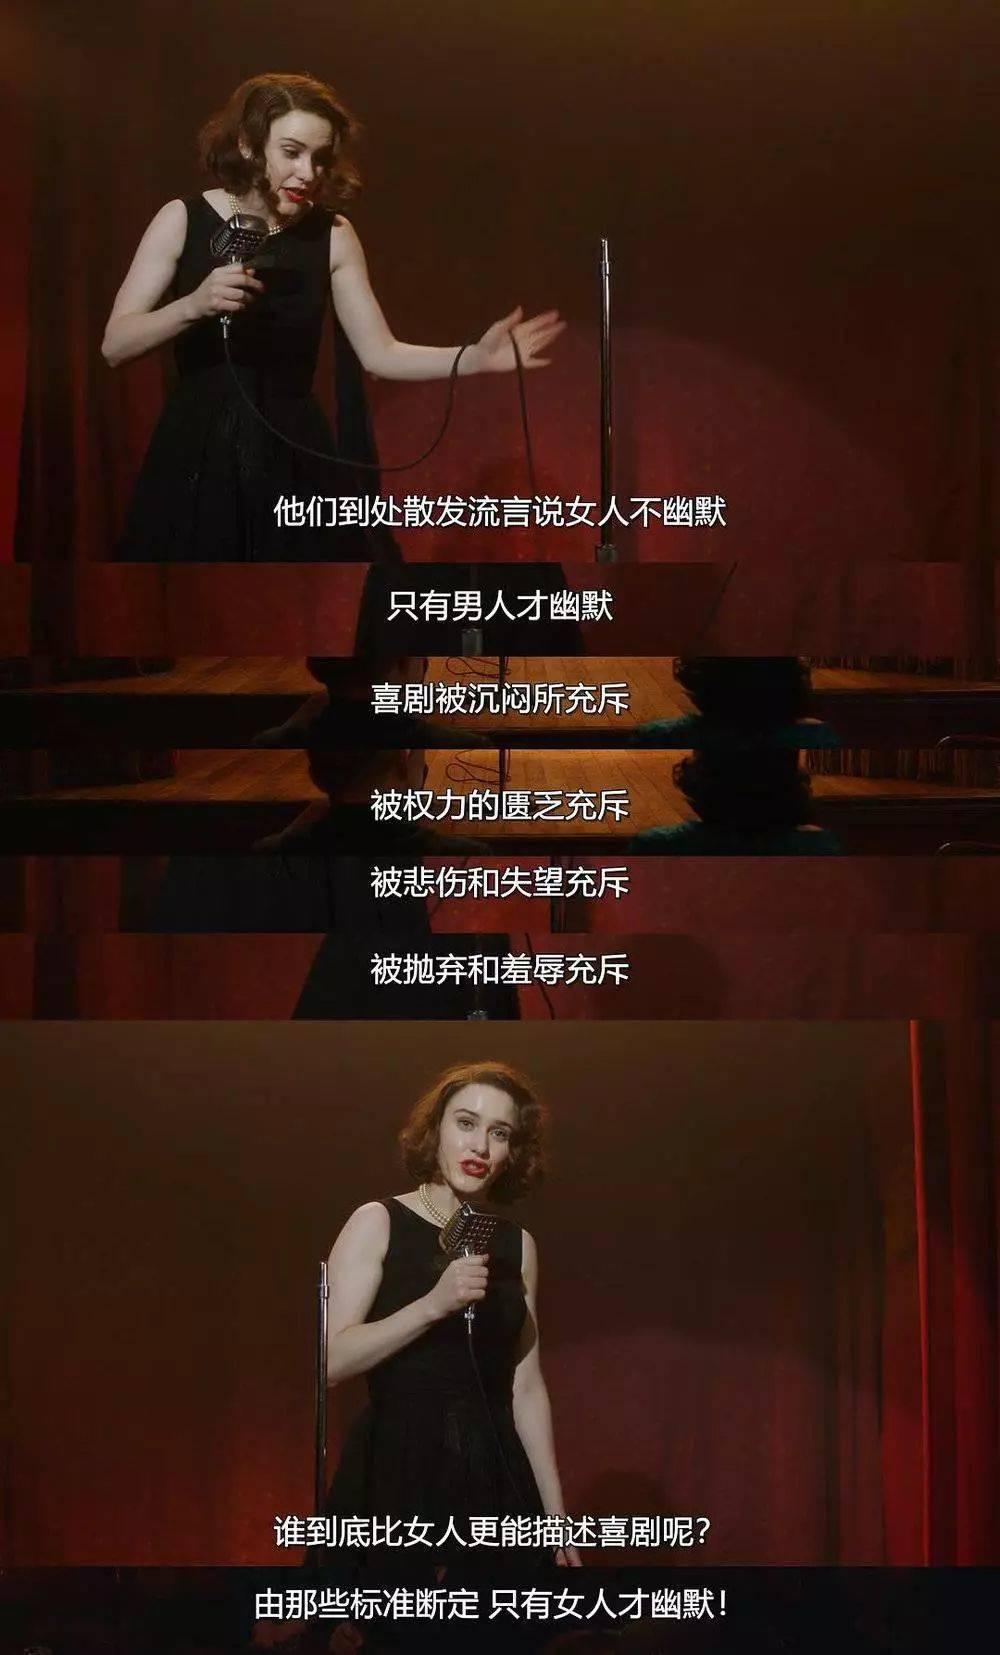 他们到处散发流言说女人不幽默
只有男人才幽默
喜剧被沉闷所充斥
被权力的匮乏充斥
被悲伤和失望充斥
被抛弃和羞辱充斥
谁到底比女人更能描述喜剧呢？
由那些标准断定 只有女人才幽默！